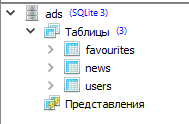 ads (SQLite 3)
Таблицы (3)
favourites
news
users
Представления